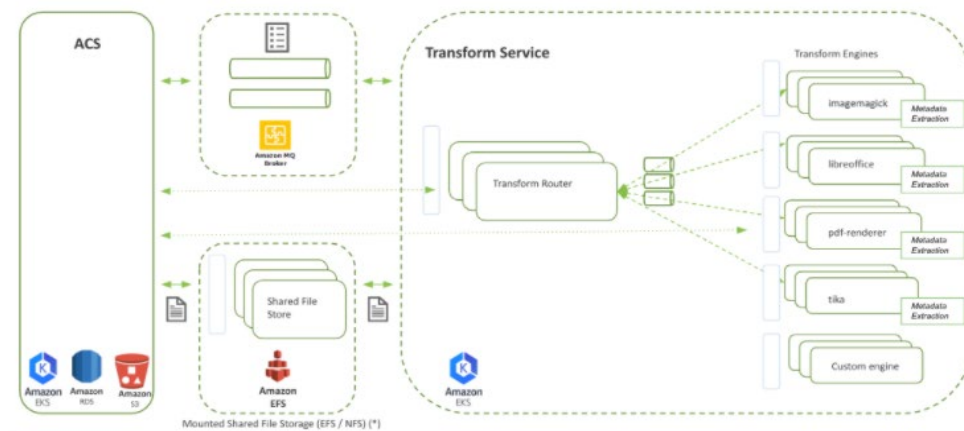 ACS
Amazon
EKS
Amazon
RDS
Amazon
S3
Amazon MQ
Broker
Shared File
Store
Amazon
EFS
Mounted Shared File Storage (EFS / NFS) (*)
Transform Service
Transform Router
Amazon
EKS
Transform Engines
imagemagick
Metadata
Extraction
libreoffice
Metadata
Extraction
pdf-renderer
Metadata
Extraction
tika
Metadata
Extraction
Custom engine